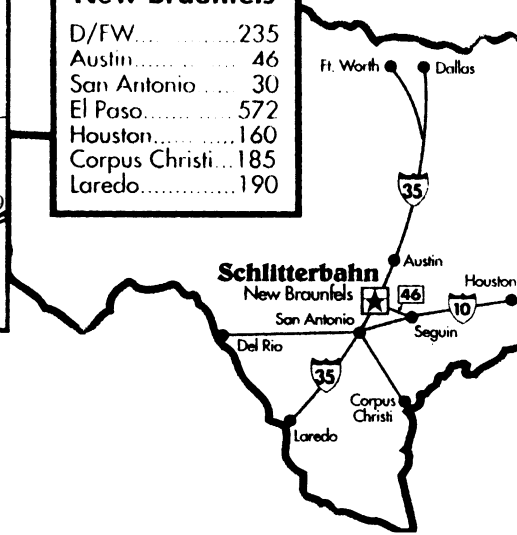 New Braunfels
D/FW............235
Austin............ 46
San Antonio .... 30
El Paso............572
Houston...........160
Corpus Christi...185
Laredo.............190
Ft. Worth
Dallas
35
Austin
Schlitterbahn
New Braunfels
46
Houston
10
San Antonio
Seguin
Del Rio
35
Corpus
Christi
Laredo